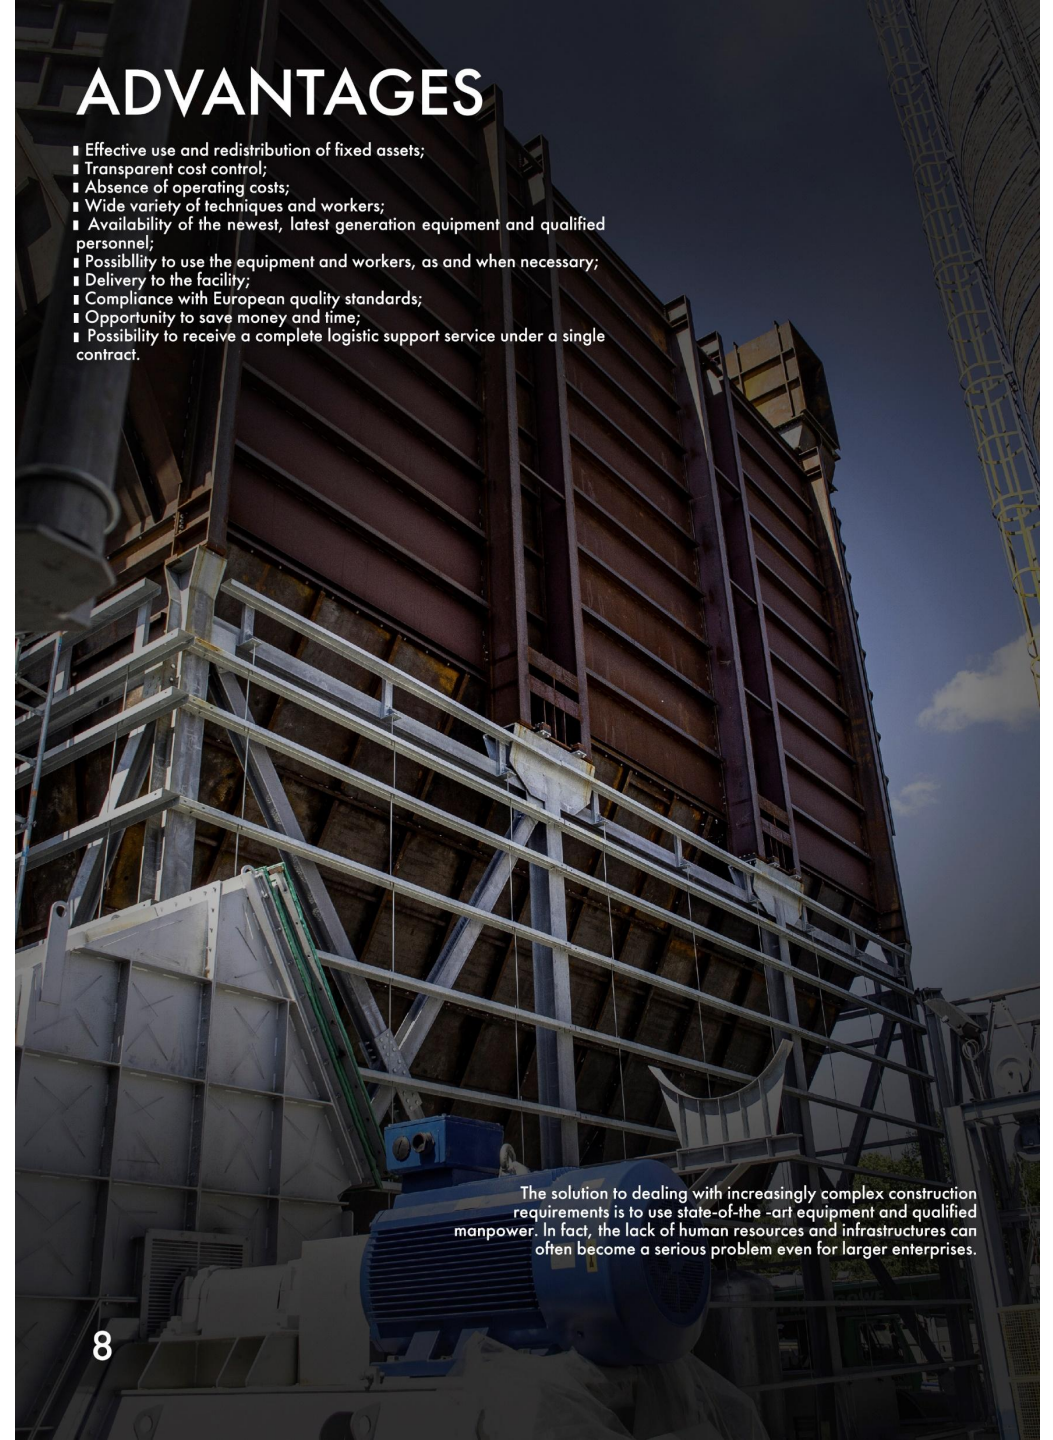 ADVANTAGES
▮ Effective use and redistribution of fixed assets;
▮ Transparent cost control;
▮ Absence of operating costs;
▮ Wide variety of techniques and workers;
▮ Availability of the newest, latest generation equipment and qualified
personnel;
▮ Possibllity to use the equipment and workers, as and when necessary;
▮ Delivery to the facility;
▮ Compliance with European quality standards;
▮ Opportunity to save money and time;
▮ Possibility to receive a complete logistic support service under a single
contract.
The solution to dealing with increasingly complex construction
requirements is to use state-of-the -art equipment and qualified
manpower. In fact, the lack of human resources and infrastructures can
often become a serious problem even for larger enterprises.
8